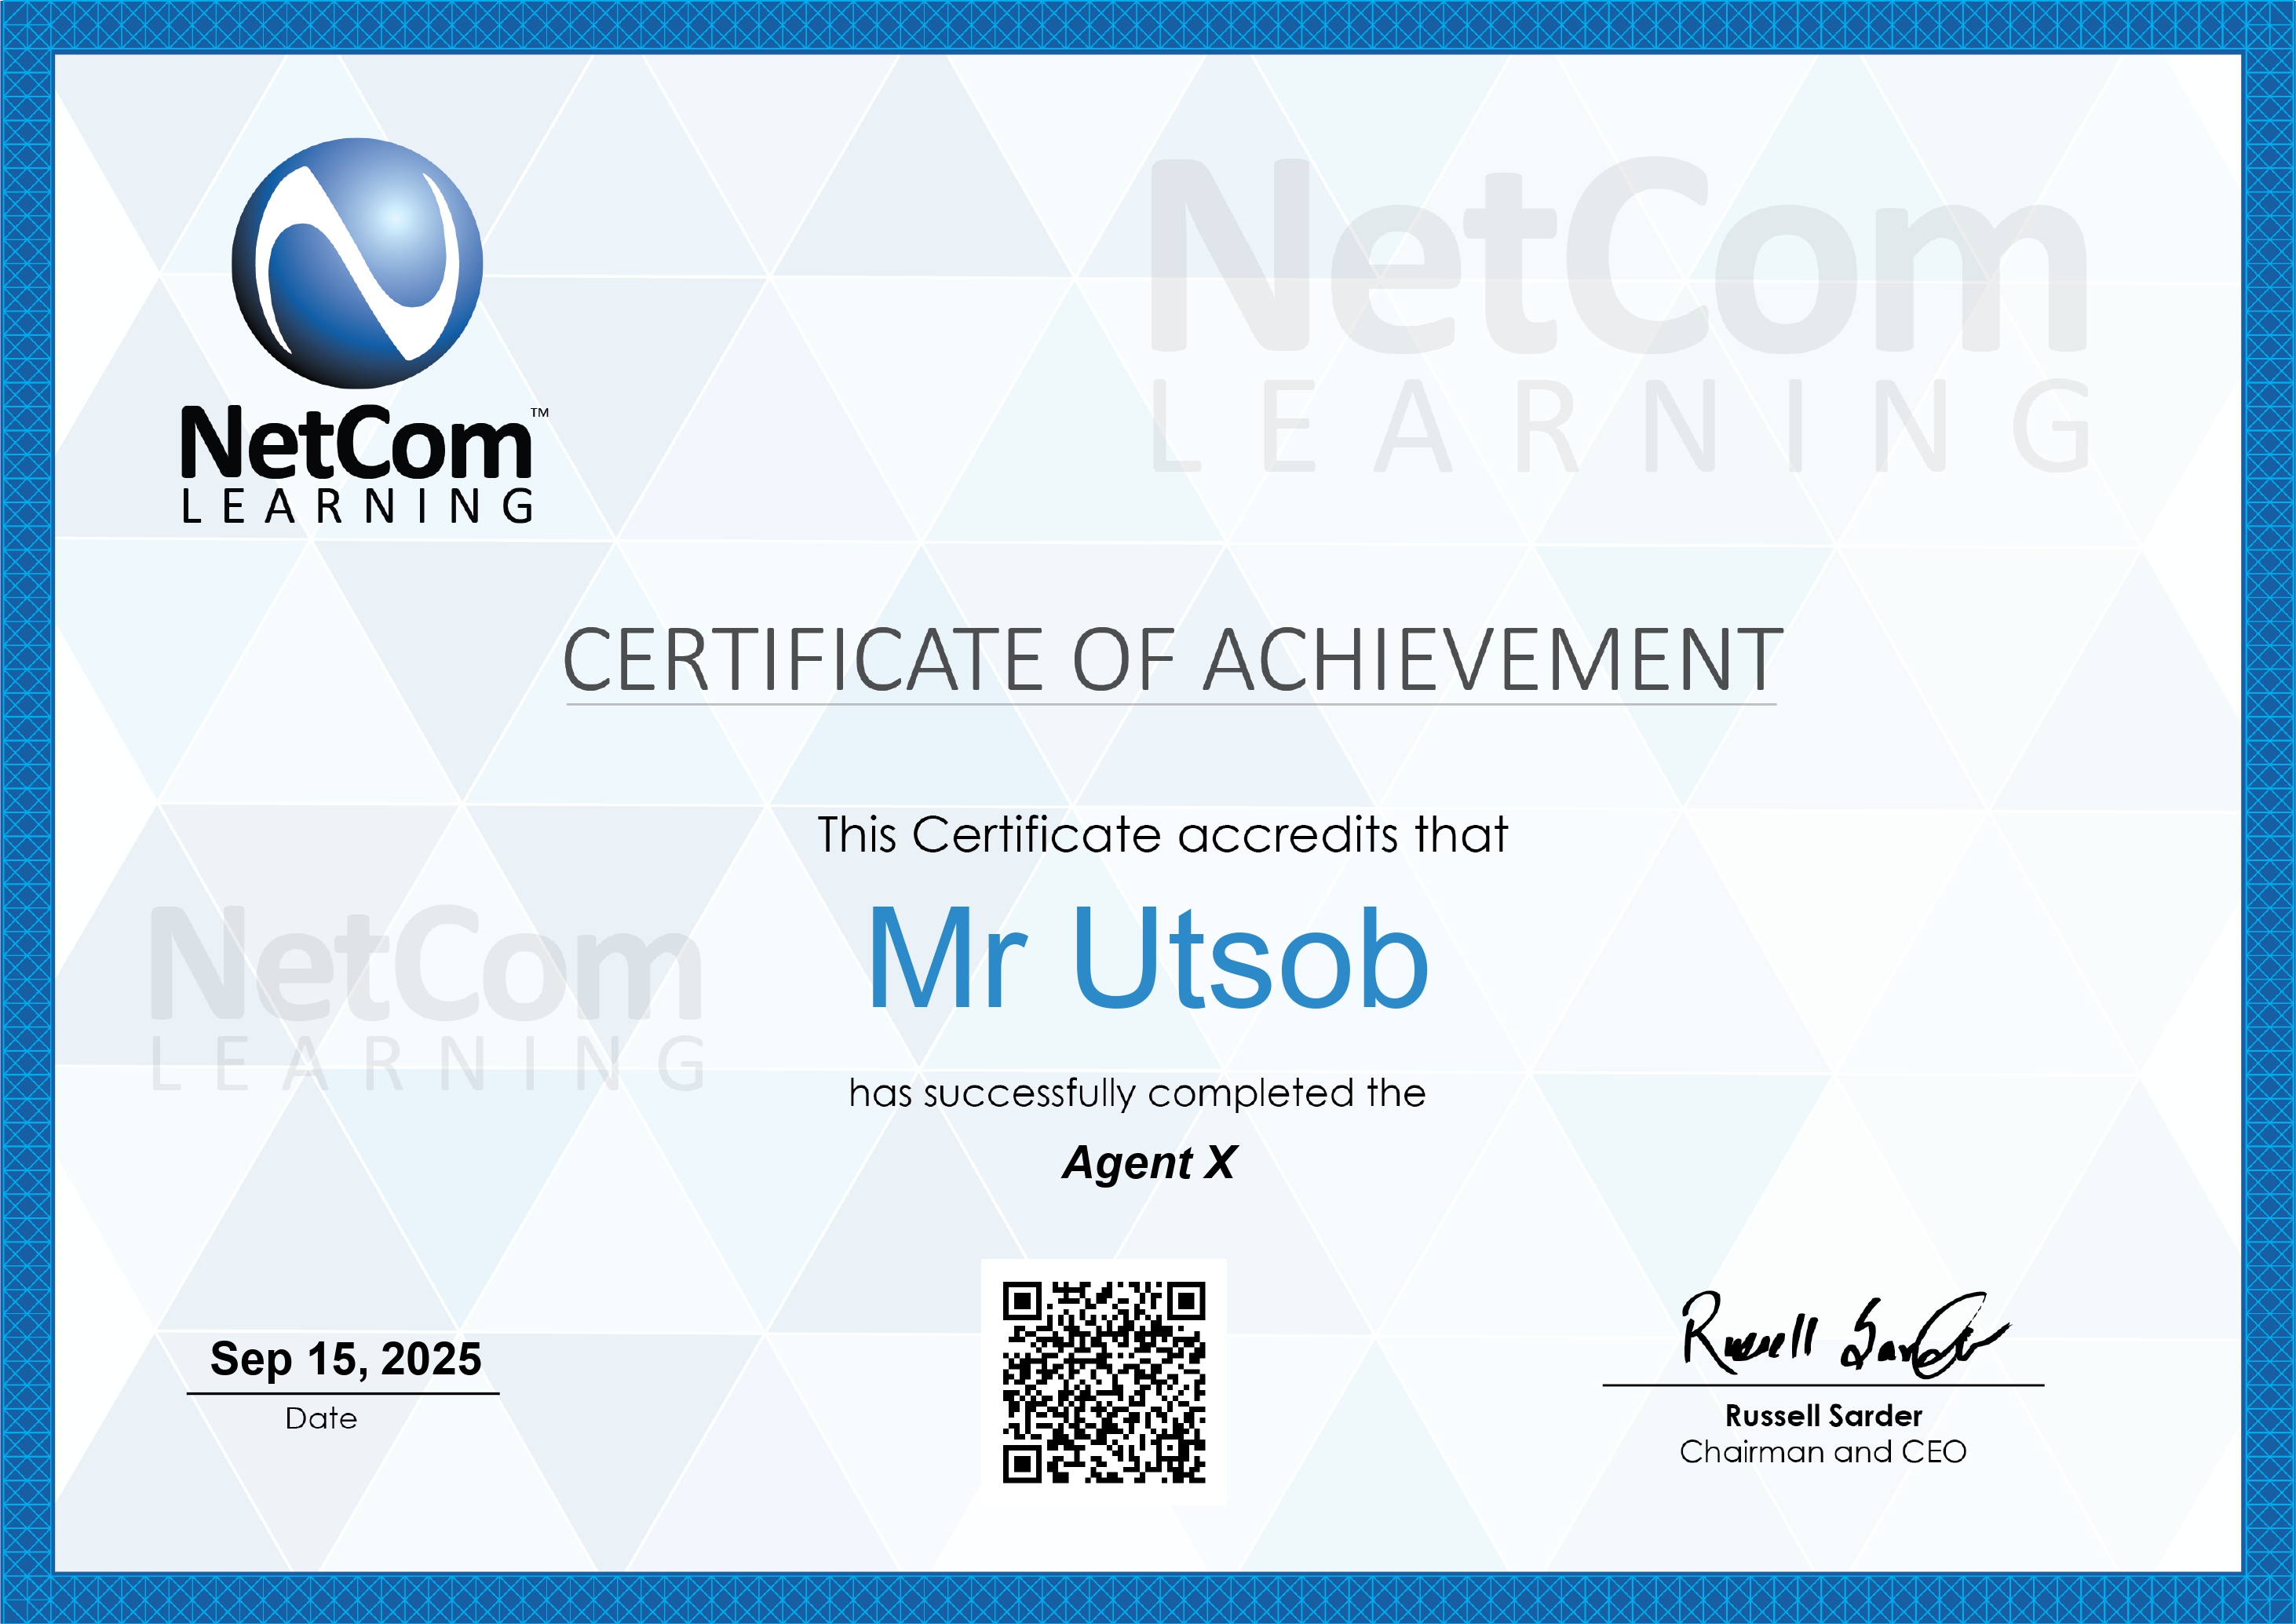 NetCom™
LEARNING
NetCom
LEARNING
CERTIFICATE OF ACHIEVEMENT
This Certificate accredits that
Mr Utsob
NetCom
LEARNING
has successfully completed the
Agent X
Sep 15, 2025
Date
Russell Sarder
Russell Sarder
Chairman and CEO